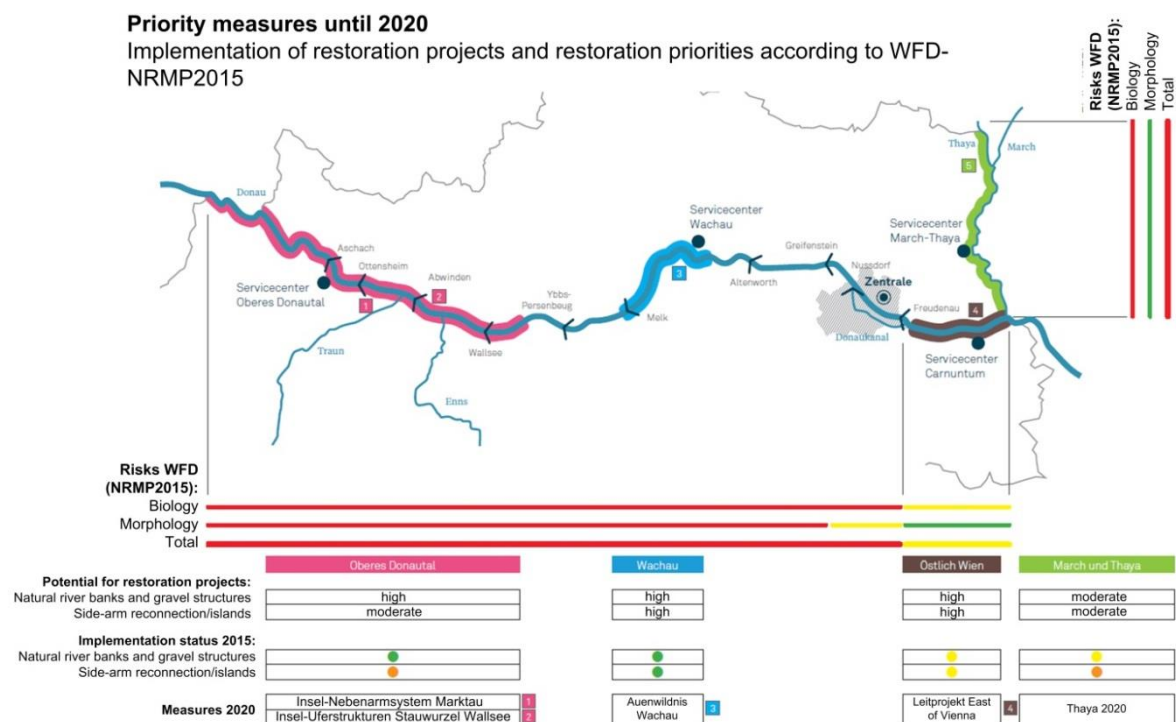 Priority measures until 2020
Implementation of restoration projects and restoration priorities according to WFD-
NRMP2015
Risks WFD
(NRMP2015):
Biology
Morphology
Total
Thaya
March
5
Donau
Servicecenter
Wachau
Servicecenter
March-Thaya
Aschach
Greifenstein
Ottensheim
Nussdorf
Abwinden
3
Servicecenter
Oberes Donautal
Altenworth
Zentrale
Ybbs-
Persenbeug
1
2
Melk
Freudenau
4
Donaukanal
Traun
Wallsee
Servicecenter
Carnuntum
Enns
Risks WFD
(NRMP2015):
Biology
Morphology
Total
Oberes Donautal
Wachau
Östlich Wien
March und Thaya
Potential for restoration projects:
Natural river banks and gravel structures high high high moderate
Side-arm reconnection/islands moderate high high moderate
Implementation status 2015:
Natural river banks and gravel structures
Side-arm reconnection/islands
Measures 2020
Insel-Nebenarmsystem Marktau 1
Insel-Uferstrukturen Stauwurzel Wallsee 2
Auenwildnis
Wachau
3
Leitprojekt East
of Vienna
4
Thaya 2020